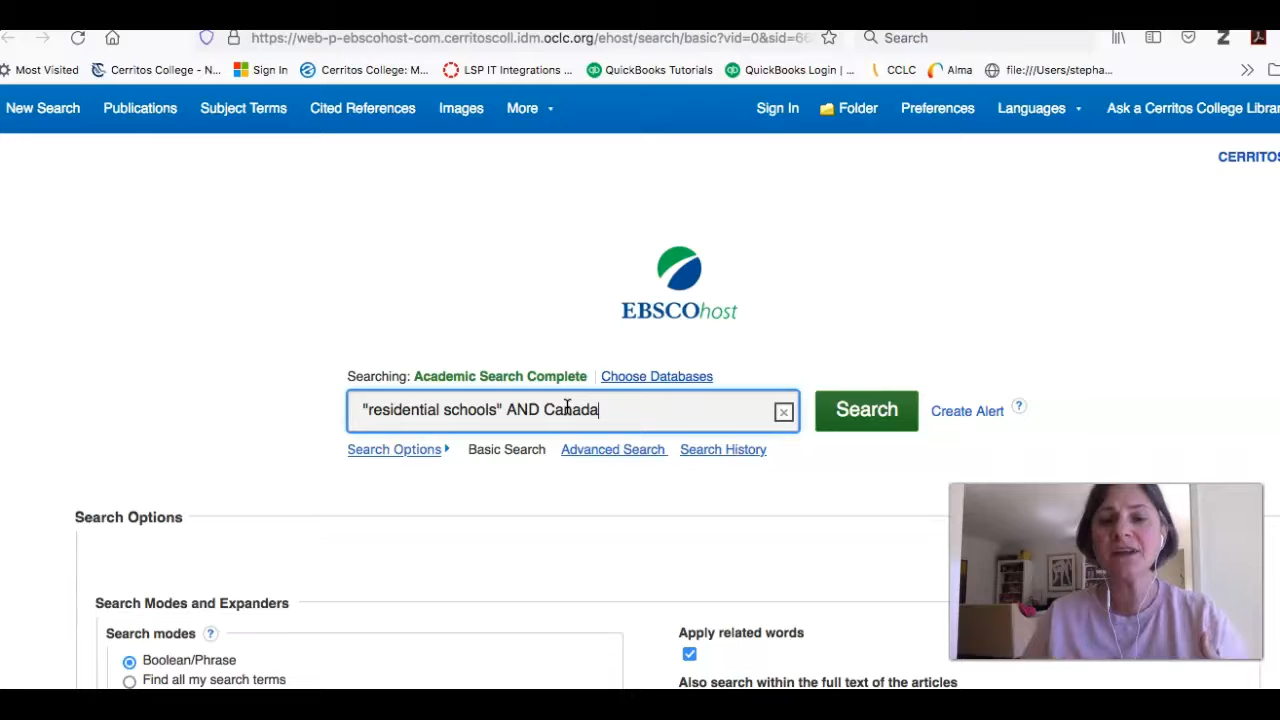 https://web-p-ebscohost-com.cerritoscoll.idm.oclc.org/ehost/search/basic?vid=0&sid=66 Search
Most Visited Cerritos College - N... Sign In Cerritos College: M... LSP IT Integrations ... QuickBooks Tutorials QuickBooks Login | ... CCLC Alma file:///Users/stepha...
New Search Publications Subject Terms Cited References Images More Sign In Folder Preferences Languages Ask a Cerritos College Librar
CERRITOS
EBSCOhost
Searching: Academic Search Complete Choose Databases
"residential schools" AND Canada Search Create Alert ?
Search Options Basic Search Advanced Search Search History
Search Options
Search Modes and Expanders
Search modes ? Apply related words
Boolean/Phrase
Find all my search terms Also search within the full text of the articles